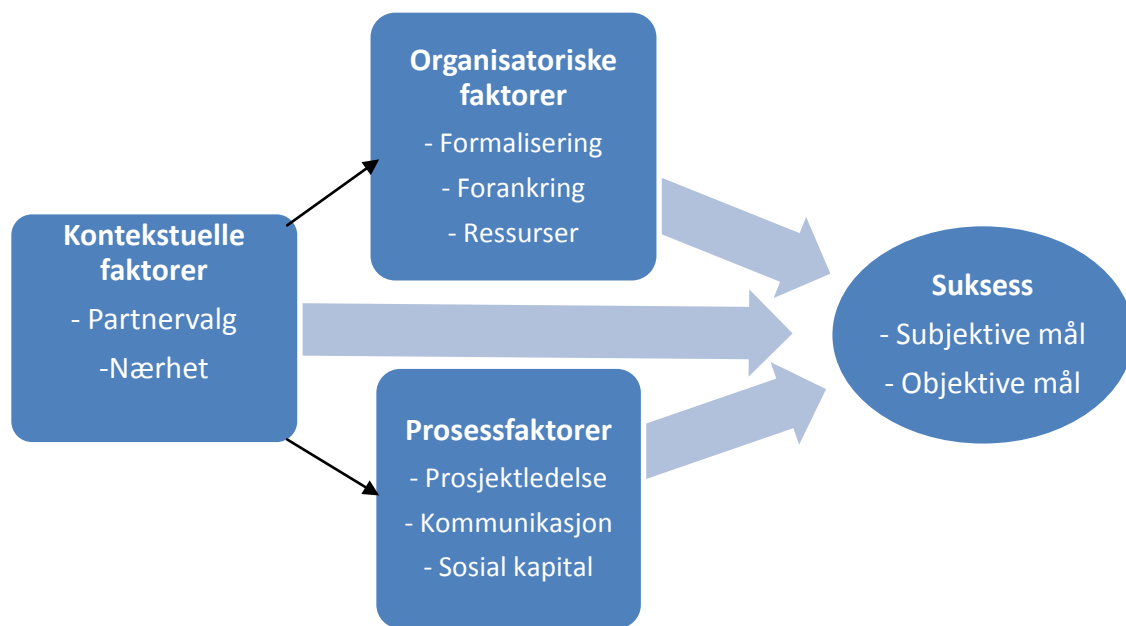 Organisatoriske
faktorer
- Formalisering
- Forankring
- Ressurser
Kontekstuelle
faktorer
- Partnervalg
-Nærhet
Suksess
- Subjektive mål
- Objektive mål
Prosessfaktorer
- Prosjektledelse
- Kommunikasjon
- Sosial kapital